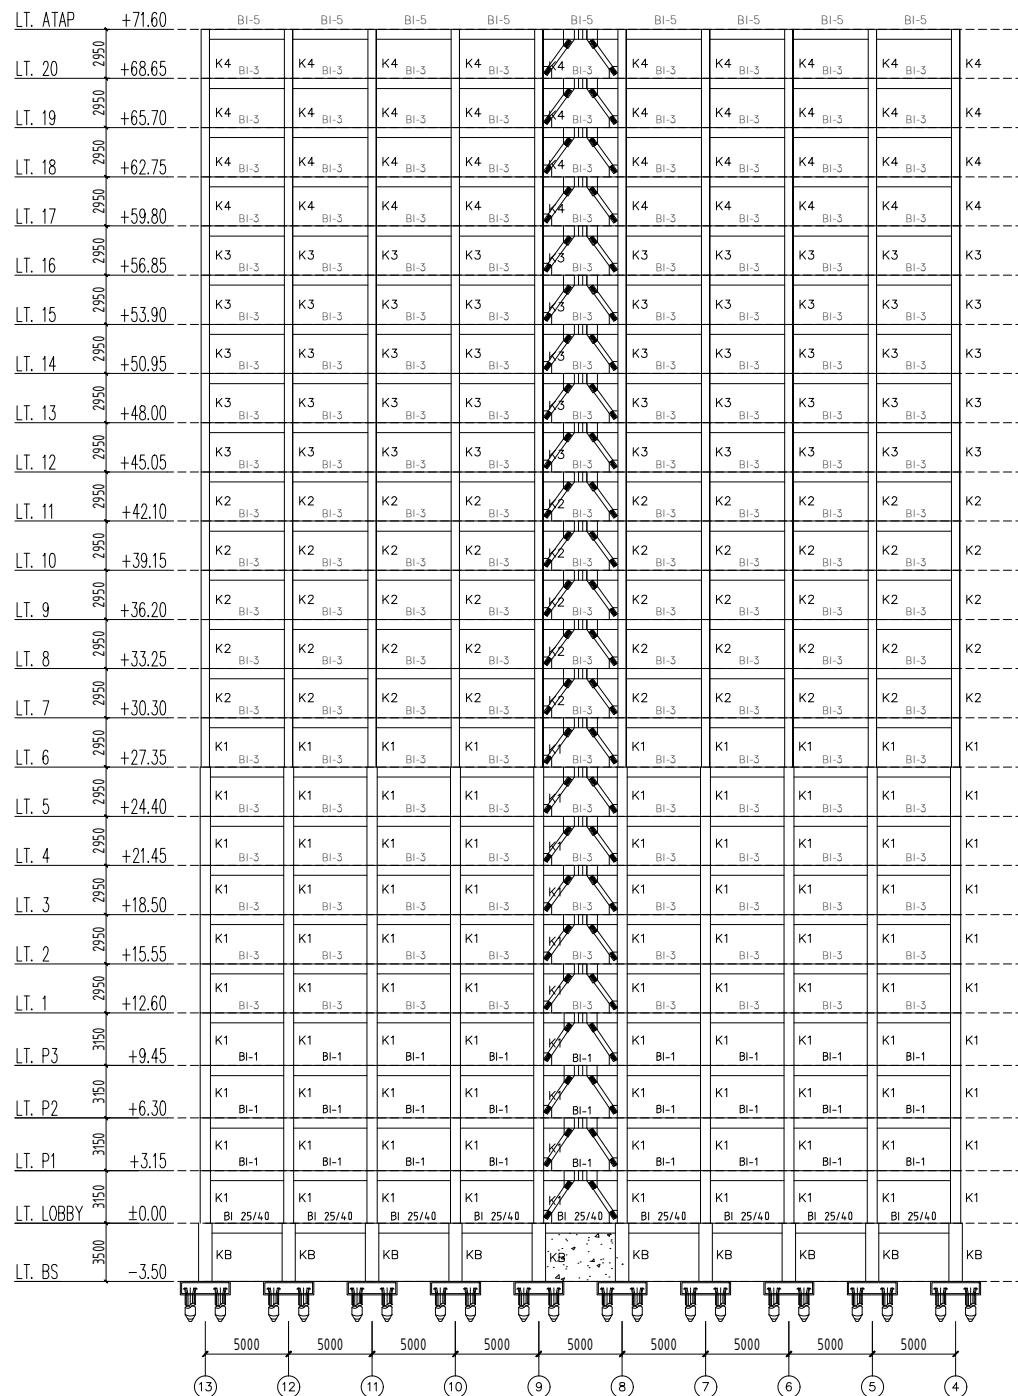 LT. ATAP +71.60 BI-5 BI-5 BI-5 BI-5 BI-5 BI-5 BI-5 BI-5 BI-5
2950
LT. 20 +68.65 K4 BI-3 K4 BI-3 K4 BI-3 K4 BI-3 K4 BI-3 K4 BI-3 K4 BI-3 K4 BI-3 K4 BI-3 K4
2950
LT. 19 +65.70 K4 BI-3 K4 BI-3 K4 BI-3 K4 BI-3 K4 BI-3 K4 BI-3 K4 BI-3 K4 BI-3 K4 BI-3 K4
2950
LT. 18 +62.75 K4 BI-3 K4 BI-3 K4 BI-3 K4 BI-3 K4 BI-3 K4 BI-3 K4 BI-3 K4 BI-3 K4 BI-3 K4
2950
LT. 17 +59.80 K4 BI-3 K4 BI-3 K4 BI-3 K4 BI-3 K4 BI-3 K4 BI-3 K4 BI-3 K4 BI-3 K4 BI-3 K4
2950
LT. 16 +56.85 K3 BI-3 K3 BI-3 K3 BI-3 K3 BI-3 K3 BI-3 K3 BI-3 K3 BI-3 K3 BI-3 K3 BI-3 K3
2950
LT. 15 +53.90 K3 BI-3 K3 BI-3 K3 BI-3 K3 BI-3 K3 BI-3 K3 BI-3 K3 BI-3 K3 BI-3 K3 BI-3 K3
2950
LT. 14 +50.95 K3 BI-3 K3 BI-3 K3 BI-3 K3 BI-3 K3 BI-3 K3 BI-3 K3 BI-3 K3 BI-3 K3 BI-3 K3
2950
LT. 13 +48.00 K3 BI-3 K3 BI-3 K3 BI-3 K3 BI-3 K3 BI-3 K3 BI-3 K3 BI-3 K3 BI-3 K3 BI-3 K3
2950
LT. 12 +45.05 K3 BI-3 K3 BI-3 K3 BI-3 K3 BI-3 K3 BI-3 K3 BI-3 K3 BI-3 K3 BI-3 K3 BI-3 K3
2950
LT. 11 +42.10 K2 BI-3 K2 BI-3 K2 BI-3 K2 BI-3 K2 BI-3 K2 BI-3 K2 BI-3 K2 BI-3 K2 BI-3 K2
2950
LT. 10 +39.15 K2 BI-3 K2 BI-3 K2 BI-3 K2 BI-3 K2 BI-3 K2 BI-3 K2 BI-3 K2 BI-3 K2 BI-3 K2
2950
LT. 9 +36.20 K2 BI-3 K2 BI-3 K2 BI-3 K2 BI-3 K2 BI-3 K2 BI-3 K2 BI-3 K2 BI-3 K2 BI-3 K2
2950
LT. 8 +33.25 K2 BI-3 K2 BI-3 K2 BI-3 K2 BI-3 K2 BI-3 K2 BI-3 K2 BI-3 K2 BI-3 K2 BI-3 K2
2950
LT. 7 +30.30 K2 BI-3 K2 BI-3 K2 BI-3 K2 BI-3 K2 BI-3 K2 BI-3 K2 BI-3 K2 BI-3 K2 BI-3 K2
2950
LT. 6 +27.35 K1 BI-3 K1 BI-3 K1 BI-3 K1 BI-3 K1 BI-3 K1 BI-3 K1 BI-3 K1 BI-3 K1 BI-3 K1
2950
LT. 5 +24.40 K1 BI-3 K1 BI-3 K1 BI-3 K1 BI-3 K1 BI-3 K1 BI-3 K1 BI-3 K1 BI-3 K1 BI-3 K1
2950
LT. 4 +21.45 K1 BI-3 K1 BI-3 K1 BI-3 K1 BI-3 K1 BI-3 K1 BI-3 K1 BI-3 K1 BI-3 K1 BI-3 K1
2950
LT. 3 +18.50 K1 BI-3 K1 BI-3 K1 BI-3 K1 BI-3 K1 BI-3 K1 BI-3 K1 BI-3 K1 BI-3 K1 BI-3 K1
2950
LT. 2 +15.55 K1 BI-3 K1 BI-3 K1 BI-3 K1 BI-3 K1 BI-3 K1 BI-3 K1 BI-3 K1 BI-3 K1 BI-3 K1
2950
LT. 1 +12.60 K1 BI-3 K1 BI-3 K1 BI-3 K1 BI-3 K1 BI-3 K1 BI-3 K1 BI-3 K1 BI-3 K1 BI-3 K1
3150
LT. P3 +9.45 K1 BI-1 K1 BI-1 K1 BI-1 K1 BI-1 K1 BI-1 K1 BI-1 K1 BI-1 K1 BI-1 K1 BI-1 K1
3150
LT. P2 +6.30 K1 BI-1 K1 BI-1 K1 BI-1 K1 BI-1 K1 BI-1 K1 BI-1 K1 BI-1 K1 BI-1 K1 BI-1 K1
3150
LT. P1 +3.15 K1 BI-1 K1 BI-1 K1 BI-1 K1 BI-1 K1 BI-1 K1 BI-1 K1 BI-1 K1 BI-1 K1 BI-1 K1
3150
LT. LOBBY ±0.00 K1 BI 25/40 K1 BI 25/40 K1 BI 25/40 K1 BI 25/40 K1 BI 25/40 K1 BI 25/40 K1 BI 25/40 K1 BI 25/40 K1 BI 25/40 K1
3500
LT. BS -3.50 KB KB KB KB KB KB KB KB KB KB
5000 5000 5000 5000 5000 5000 5000 5000 5000
13 12 11 10 9 8 7 6 5 4